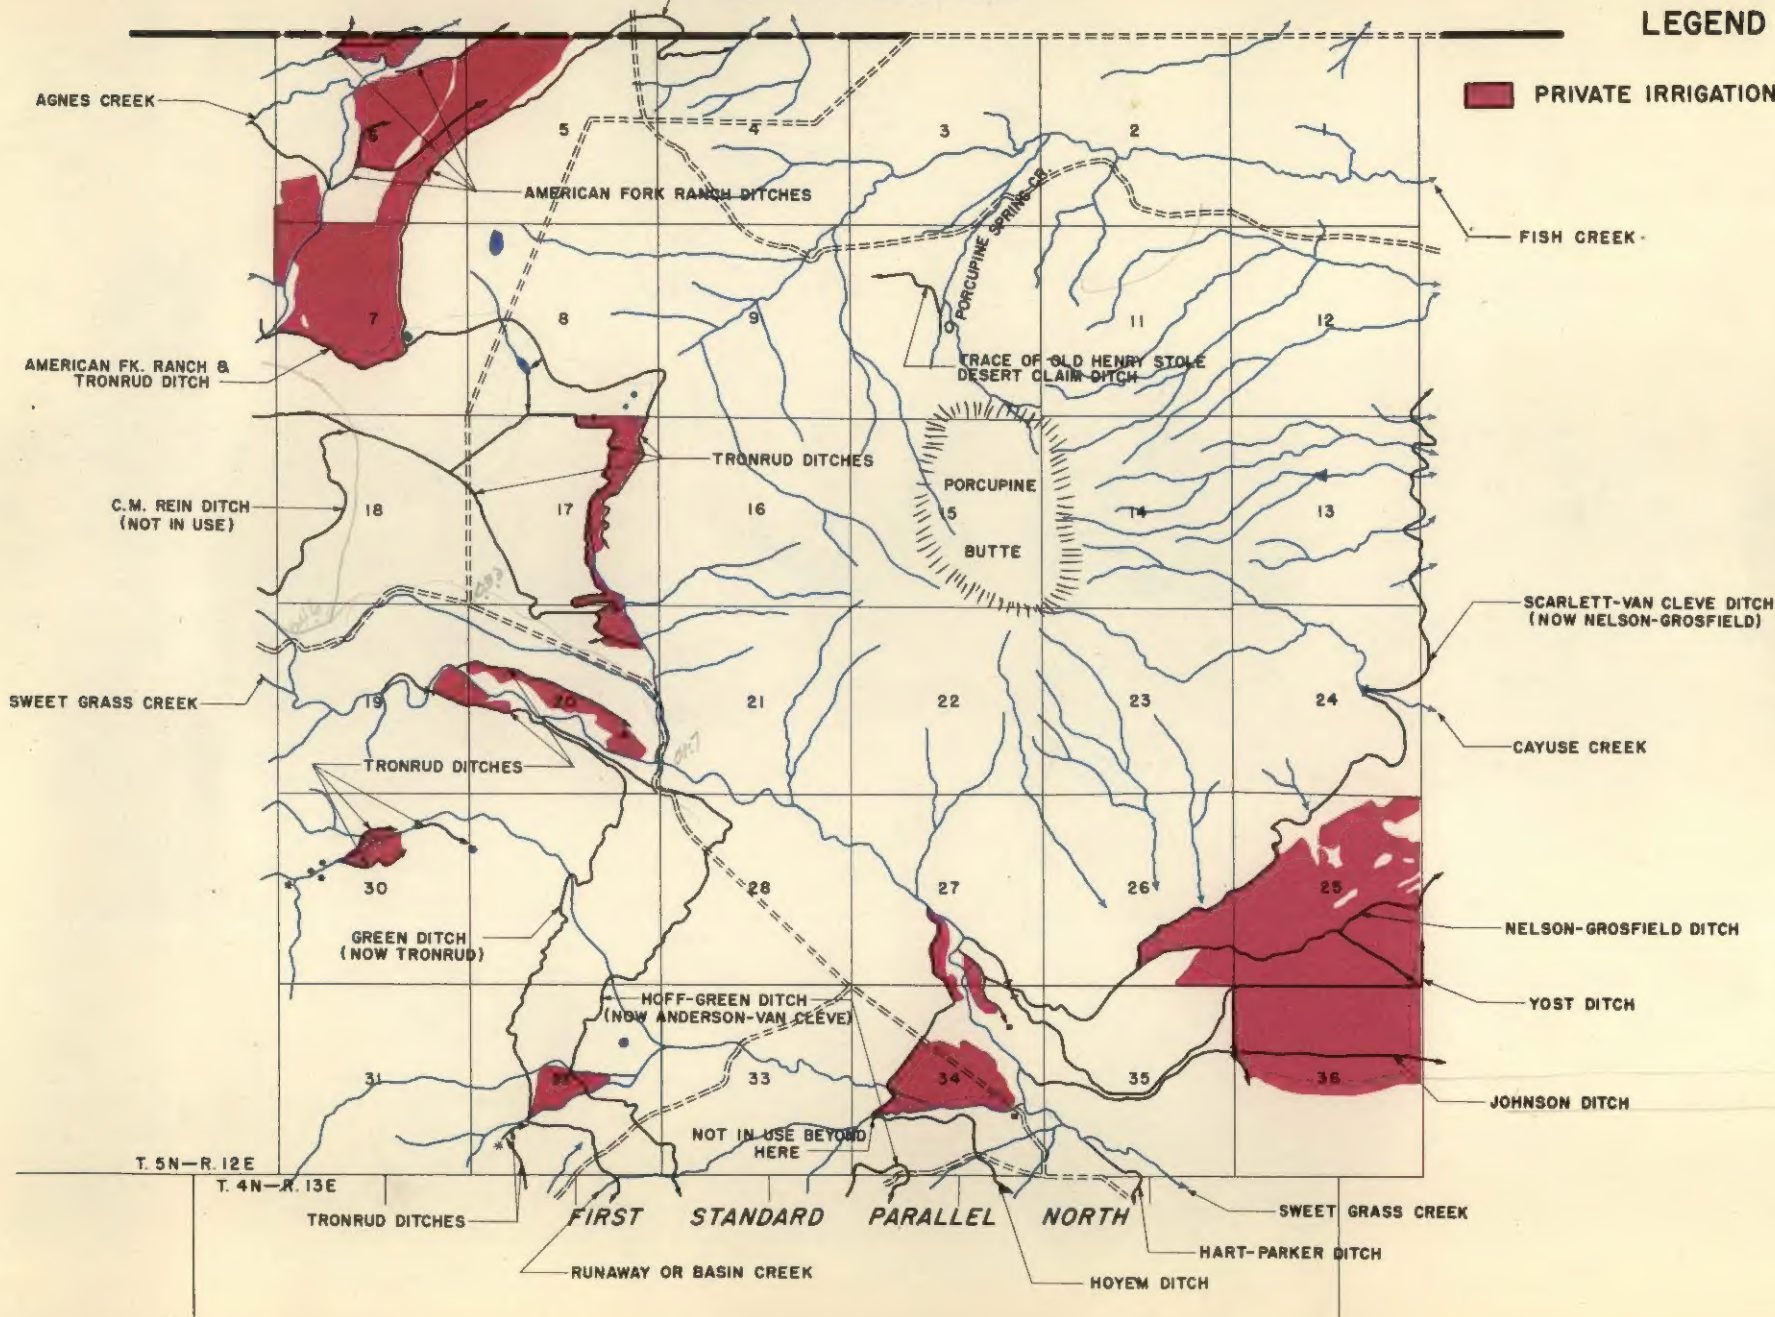 LEGEND
PRIVATE IRRIGATION
AGNES CREEK
6
5
4
3
2
1
AMERICAN FORK RANCH DITCHES
PORCUPINE SPRING CR.
FISH CREEK
7
8
9
11
12
AMERICAN FK. RANCH &
TRONRUD DITCH
TRACE OF OLD HENRY STOLE
DESERT CLAIM DITCH
TRONRUD DITCHES
C.M. REIN DITCH
(NOT IN USE)
18
17
16
15
14
13
PORCUPINE
BUTTE
SCARLETT-VAN CLEVE DITCH
(NOW NELSON-GROSFIELD)
SWEET GRASS CREEK
19
20
21
22
23
24
CAYUSE CREEK
TRONRUD DITCHES
30
28
27
26
25
GREEN DITCH
(NOW TRONRUD)
NELSON-GROSFIELD DITCH
HOFF-GREEN DITCH
(NOW ANDERSON-VAN CLEVE)
YOST DITCH
31
33
34
35
36
JOHNSON DITCH
NOT IN USE BEYOND
HERE
T. 5N-R. 12E
T. 4N-R. 13E
TRONRUD DITCHES
FIRST STANDARD PARALLEL NORTH
SWEET GRASS CREEK
HART-PARKER DITCH
RUNAWAY OR BASIN CREEK
HOYEM DITCH